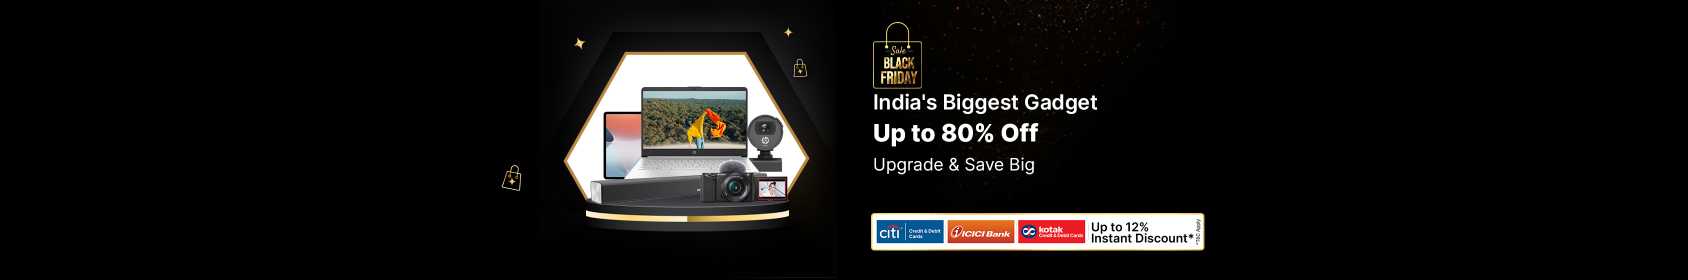 Sale
BLACK
FRIDAY
India's Biggest Gadget
Up to 80% Off
Upgrade & Save Big
citi Credit & Debit
Cards
ICICI Bank
kotak
Credit & Debit Cards
Up to 12%
Instant Discount*
*T&C Apply
hp